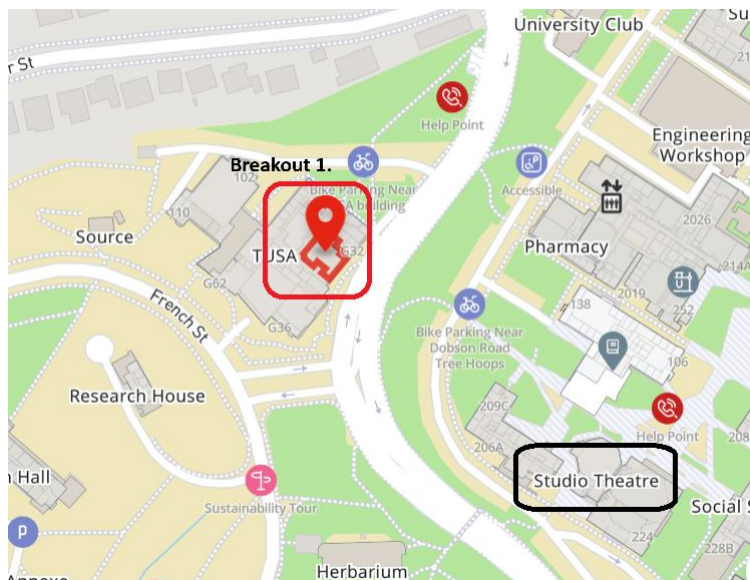 University Club
Su
21
r St
Help Point
Engineering
Workshop
Breakout 1.
102
Bike Parking Near
A building
Accessible
110
2026
Source
TUSA
G32
Pharmacy
214A
G62
2019
252
French St
G36
138
Bike Parking Near
Dobson Road
Tree Hoops
106
Research House
209C
Help Point
206A
208
n Hall
Studio Theatre
Sustainability Tour
Social S
P
224
228B
Herbarium
Annexe